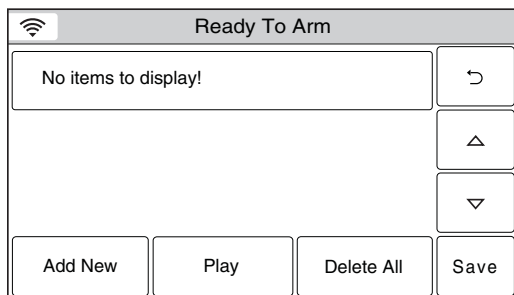 Ready To Arm
No items to display!
Add New
Play
Delete All
Save